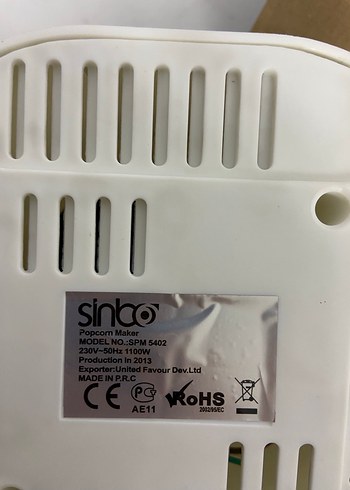 sinbo
Popcorn Maker
MODEL NO.:SPM 5402
230V~50Hz 1100W
Production in 2013
Exporter:United Favour Dev.Ltd
MADE IN P.R.C
CE PC RoHS
AE11 2002/95/EC